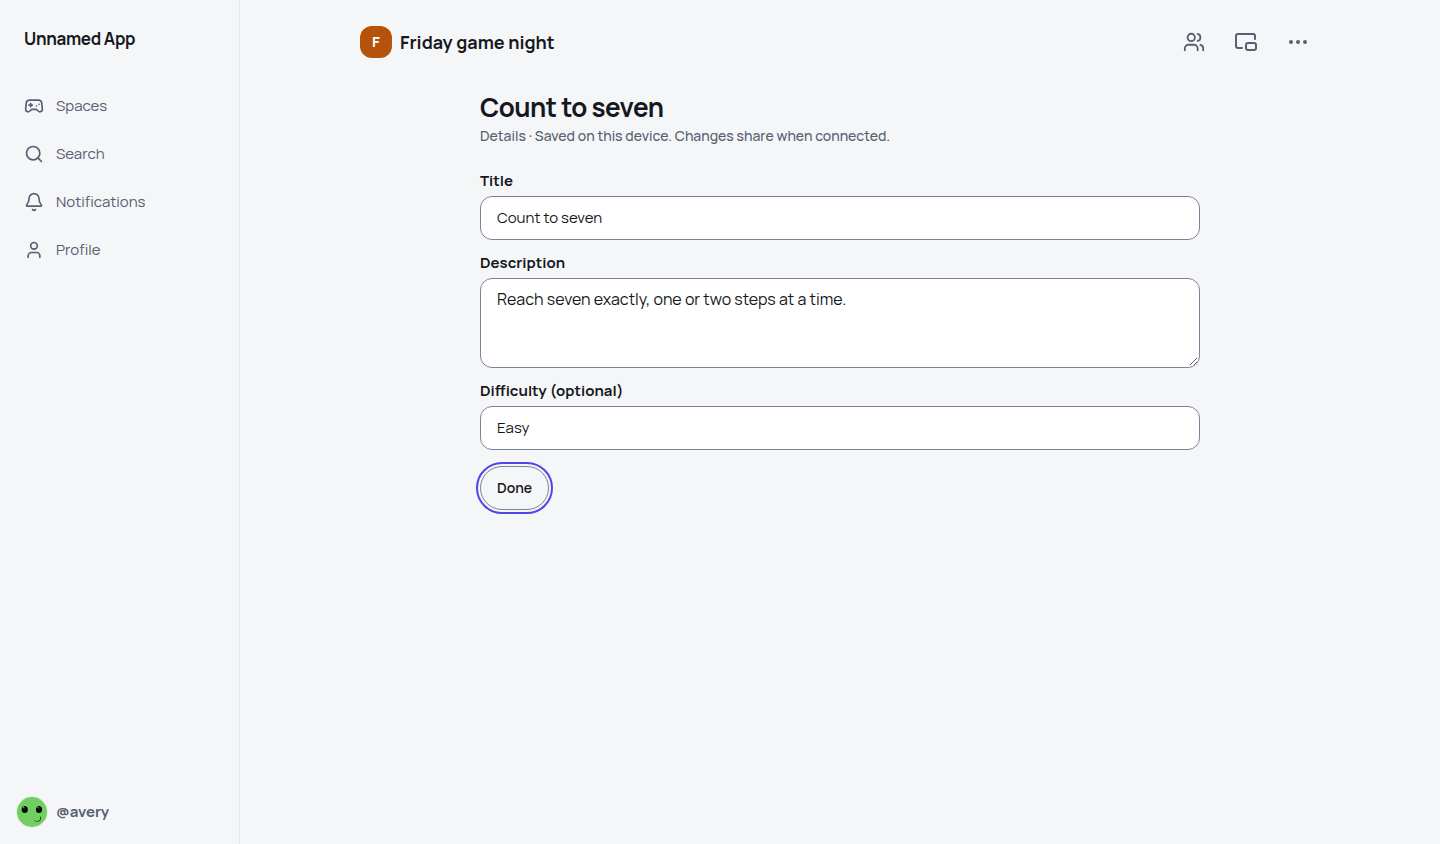 Unnamed App
Spaces
Search
Notifications
Profile
@avery
F
Friday game night
Count to seven
Details · Saved on this device. Changes share when connected.
Title
Count to seven
Description
Reach seven exactly, one or two steps at a time.
Difficulty (optional)
Easy
Done